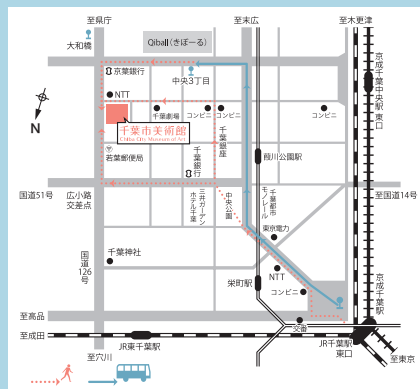 至県庁
至末広
至木更津
大和橋
Qiball（きぼーる）
京葉銀行
中央3丁目
京成千葉中央駅 東口
NTT
千葉劇場
コンビニ
コンビニ
コンビニ
N
千葉市美術館
Chiba City Museum of Art
若葉郵便局
千葉銀行
千葉銀座
葭川公園駅
国道51号
広小路
交差点
三井ガーデン
ホテル千葉
中央公園
千葉都市
モノレール
至国道14号
東京電力
国道
126号
千葉神社
NTT
栄町駅
コンビニ
京成千葉駅
交番
至高品
至成田
JR東千葉駅
JR千葉駅
東口
至穴川
至東京